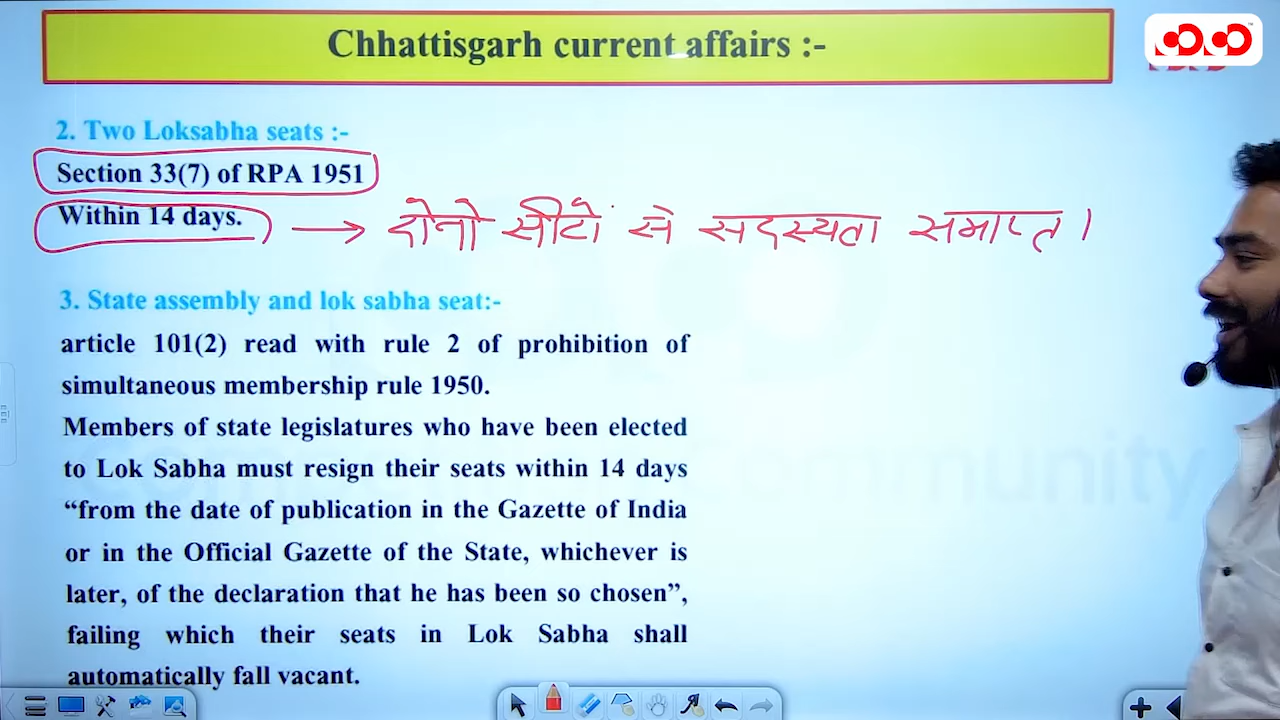 Chhattisgarh current affairs :-
2. Two Loksabha seats :-
Section 33(7) of RPA 1951
Within 14 days. → दोनो सीटों से सदस्यता समाप्त।
3. State assembly and lok sabha seat:-
article 101(2) read with rule 2 of prohibition of
simultaneous membership rule 1950.
Members of state legislatures who have been elected
to Lok Sabha must resign their seats within 14 days
“from the date of publication in the Gazette of India
or in the Official Gazette of the State, whichever is
later, of the declaration that he has been so chosen”,
failing which their seats in Lok Sabha shall
automatically fall vacant.